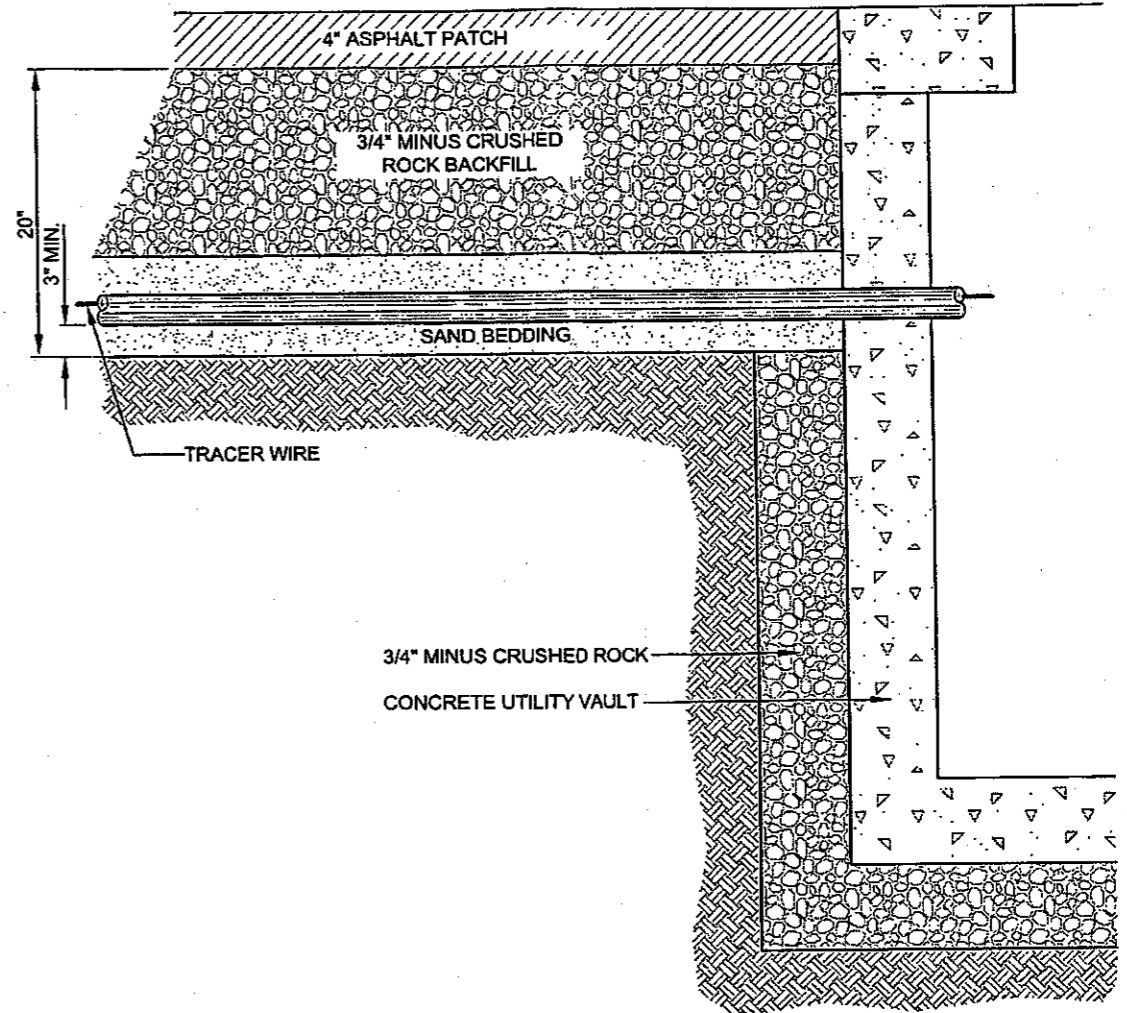 4" ASPHALT PATCH
3/4" MINUS CRUSHED
ROCK BACKFILL
20"
3" MIN.
SAND BEDDING
TRACER WIRE
3/4" MINUS CRUSHED ROCK
CONCRETE UTILITY VAULT